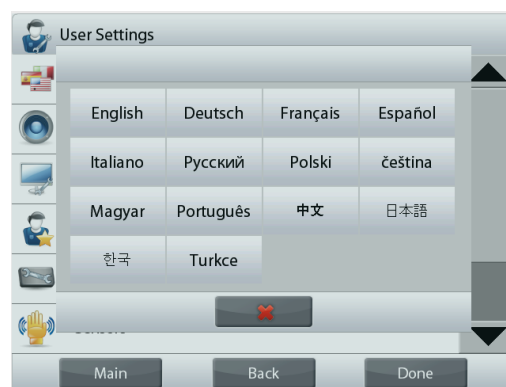 User Settings
English Deutsch Français Español
Italiano Русский Polski čeština
Magyar Português 中文 日本語
한국 Turkce
Main Back Done